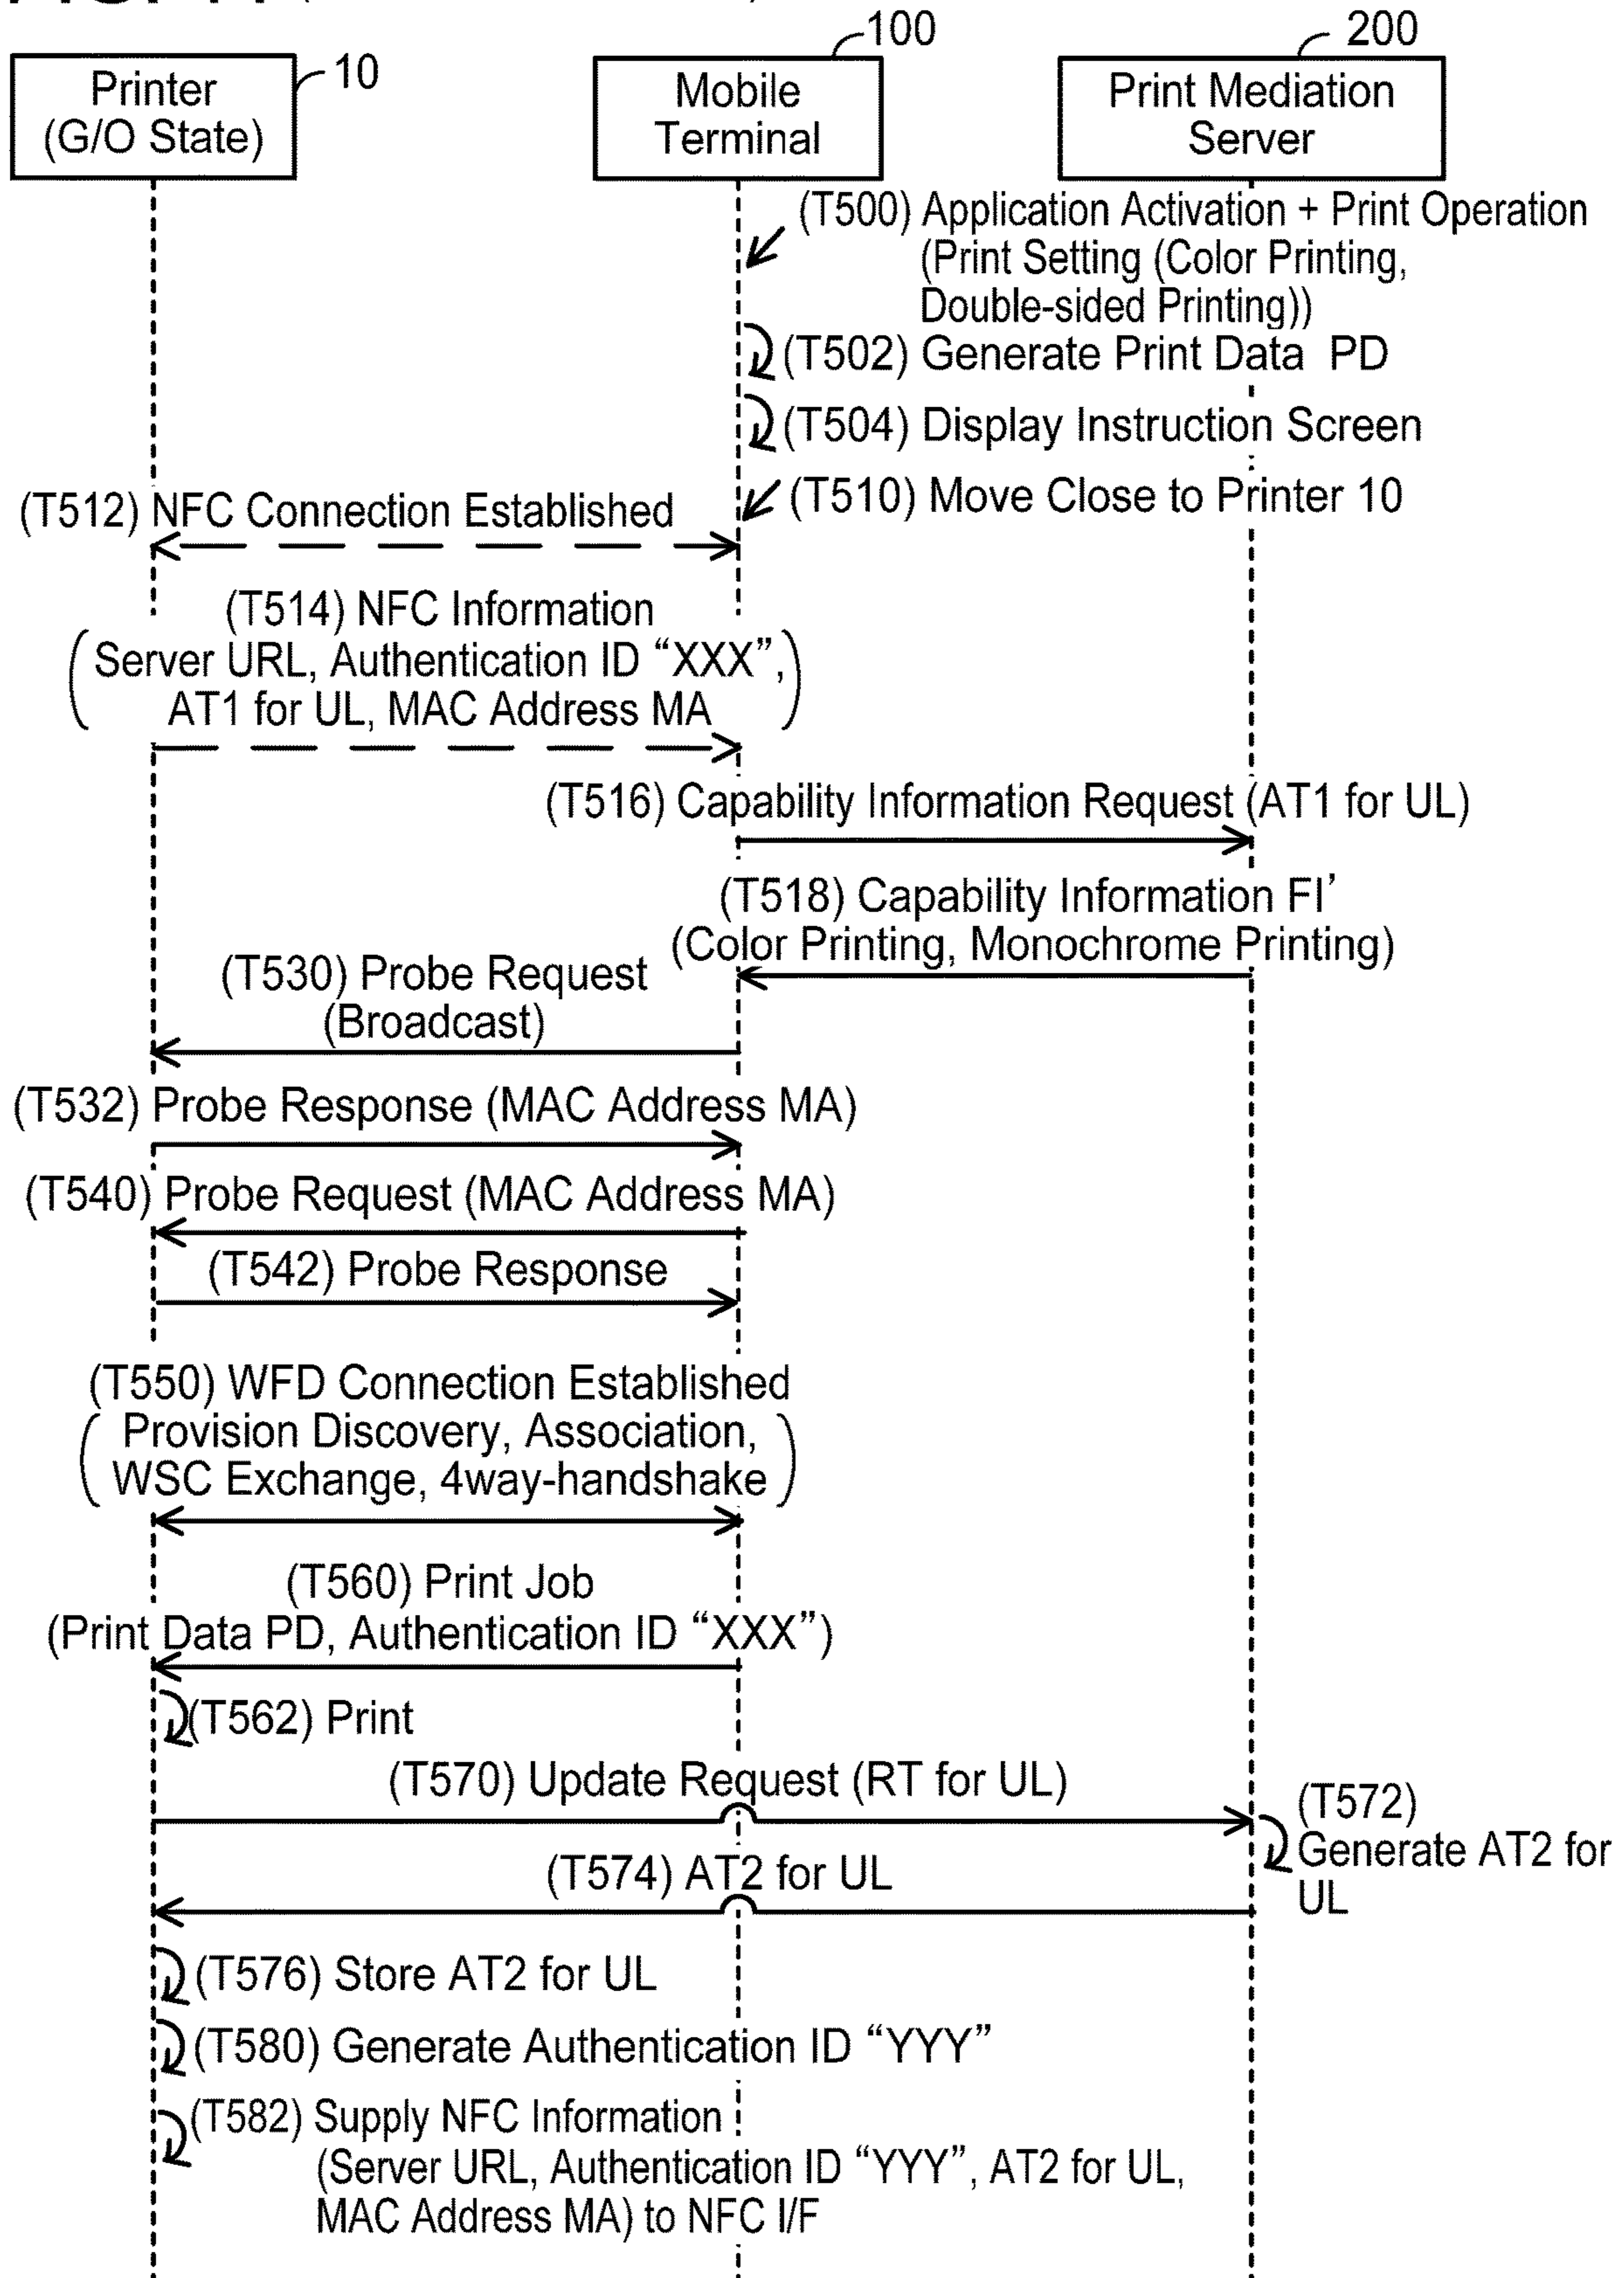 100
200
10
Printer
(G/O State)
Mobile
Terminal
Print Mediation
Server
(T500) Application Activation + Print Operation
(Print Setting (Color Printing,
Double-sided Printing))
(T502) Generate Print Data PD
(T504) Display Instruction Screen
(T510) Move Close to Printer 10
(T512) NFC Connection Established
(T514) NFC Information
(Server URL, Authentication ID “XXX”,
AT1 for UL, MAC Address MA)
(T516) Capability Information Request (AT1 for UL)
(T518) Capability Information FI’
(Color Printing, Monochrome Printing)
(T530) Probe Request
(Broadcast)
(T532) Probe Response (MAC Address MA)
(T540) Probe Request (MAC Address MA)
(T542) Probe Response
(T550) WFD Connection Established
(Provision Discovery, Association,
WSC Exchange, 4way-handshake)
(T560) Print Job
(Print Data PD, Authentication ID “XXX”)
(T562) Print
(T570) Update Request (RT for UL)
(T572)
Generate AT2 for
UL
(T574) AT2 for UL
(T576) Store AT2 for UL
(T580) Generate Authentication ID “YYY”
(T582) Supply NFC Information
(Server URL, Authentication ID “YYY”, AT2 for UL,
MAC Address MA) to NFC I/F